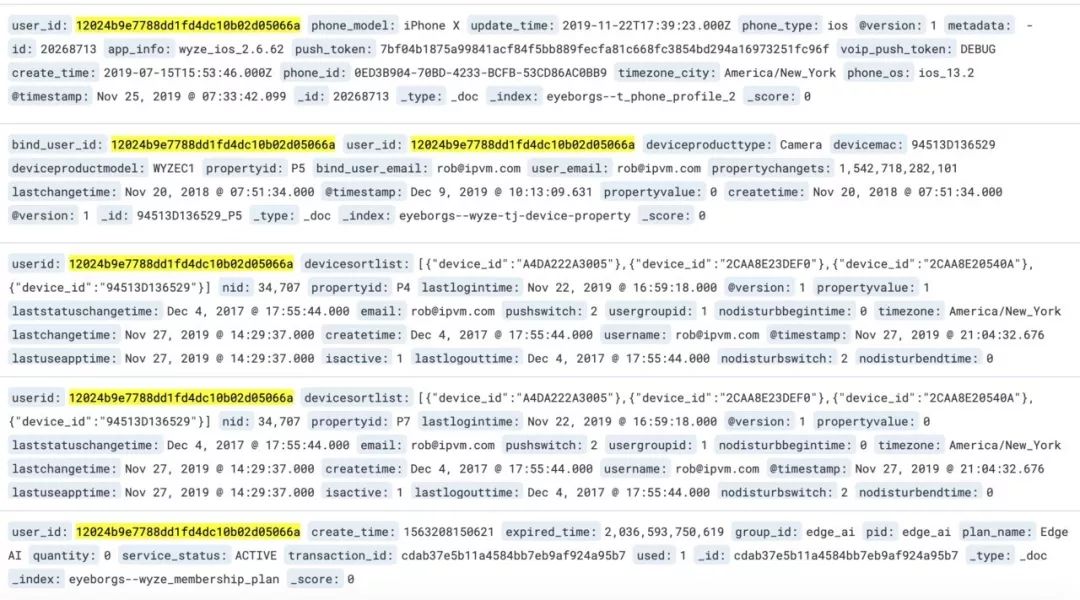 user_id: 12024b9e7788dd1fd4dc10b02d05066a phone_model: iPhone X update_time: 2019-11-22T17:39:23.000Z phone_type: ios @version: 1 metadata: -
id: 20268713 app_info: wyze_ios_2.6.62 push_token: 7bf04b1875a99841acf84f5bb889fecfa81c668fc3854bd294a16973251fc96f voip_push_token: DEBUG
create_time: 2019-07-15T15:53:46.000Z phone_id: 0ED3B904-70BD-4233-BCFB-53CD86AC0BB9 timezone_city: America/New_York phone_os: ios_13.2
@timestamp: Nov 25, 2019 @ 07:33:42.099 _id: 20268713 _type: _doc _index: eyeborgs--t_phone_profile_2 _score: 0
bind_user_id: 12024b9e7788dd1fd4dc10b02d05066a user_id: 12024b9e7788dd1fd4dc10b02d05066a deviceproducttype: Camera devicemac: 94513D136529
deviceproductmodel: WYZEC1 propertyid: P5 bind_user_email: rob@ipvm.com user_email: rob@ipvm.com propertychangets: 1,542,718,282,101
lastchangetime: Nov 20, 2018 @ 07:51:34.000 @timestamp: Dec 9, 2019 @ 10:13:09.631 propertyvalue: 0 createtime: Nov 20, 2018 @ 07:51:34.000
@version: 1 _id: 94513D136529_P5 _type: _doc _index: eyeborgs--wyze-tj-device-property _score: 0
userid: 12024b9e7788dd1fd4dc10b02d05066a devicesortlist: [{"device_id":"A4DA222A3005"},{"device_id":"2CAA8E23DEF0"},{"device_id":"2CAA8E20540A"},
{"device_id":"94513D136529"}] nid: 34,707 propertyid: P4 lastlogintime: Nov 22, 2019 @ 16:59:18.000 @version: 1 propertyvalue: 1
laststatuschangetime: Dec 4, 2017 @ 17:55:44.000 email: rob@ipvm.com pushswitch: 2 usergroupid: 1 nodisturbbegintime: 0 timezone: America/New_York
lastchangetime: Nov 27, 2019 @ 14:29:37.000 createtime: Dec 4, 2017 @ 17:55:44.000 username: rob@ipvm.com @timestamp: Nov 27, 2019 @ 21:04:32.676
lastuseapptime: Nov 27, 2019 @ 14:29:37.000 isactive: 1 lastlogouttime: Dec 4, 2017 @ 17:55:44.000 nodisturbswitch: 2 nodisturbendtime: 0
userid: 12024b9e7788dd1fd4dc10b02d05066a devicesortlist: [{"device_id":"A4DA222A3005"},{"device_id":"2CAA8E23DEF0"},{"device_id":"2CAA8E20540A"},
{"device_id":"94513D136529"}] nid: 34,707 propertyid: P7 lastlogintime: Nov 22, 2019 @ 16:59:18.000 @version: 1 propertyvalue: 0
laststatuschangetime: Dec 4, 2017 @ 17:55:44.000 email: rob@ipvm.com pushswitch: 2 usergroupid: 1 nodisturbbegintime: 0 timezone: America/New_York
lastchangetime: Nov 27, 2019 @ 14:29:37.000 createtime: Dec 4, 2017 @ 17:55:44.000 username: rob@ipvm.com @timestamp: Nov 27, 2019 @ 21:04:32.676
lastuseapptime: Nov 27, 2019 @ 14:29:37.000 isactive: 1 lastlogouttime: Dec 4, 2017 @ 17:55:44.000 nodisturbswitch: 2 nodisturbendtime: 0
user_id: 12024b9e7788dd1fd4dc10b02d05066a create_time: 1563208150621 expired_time: 2,036,593,750,619 group_id: edge_ai pid: edge_ai plan_name: Edge
AI quantity: 0 service_status: ACTIVE transaction_id: cdab37e5b11a4584bb7eb9af924a95b7 used: 1 _id: cdab37e5b11a4584bb7eb9af924a95b7 _type: _doc
_index: eyeborgs--wyze_membership_plan _score: 0